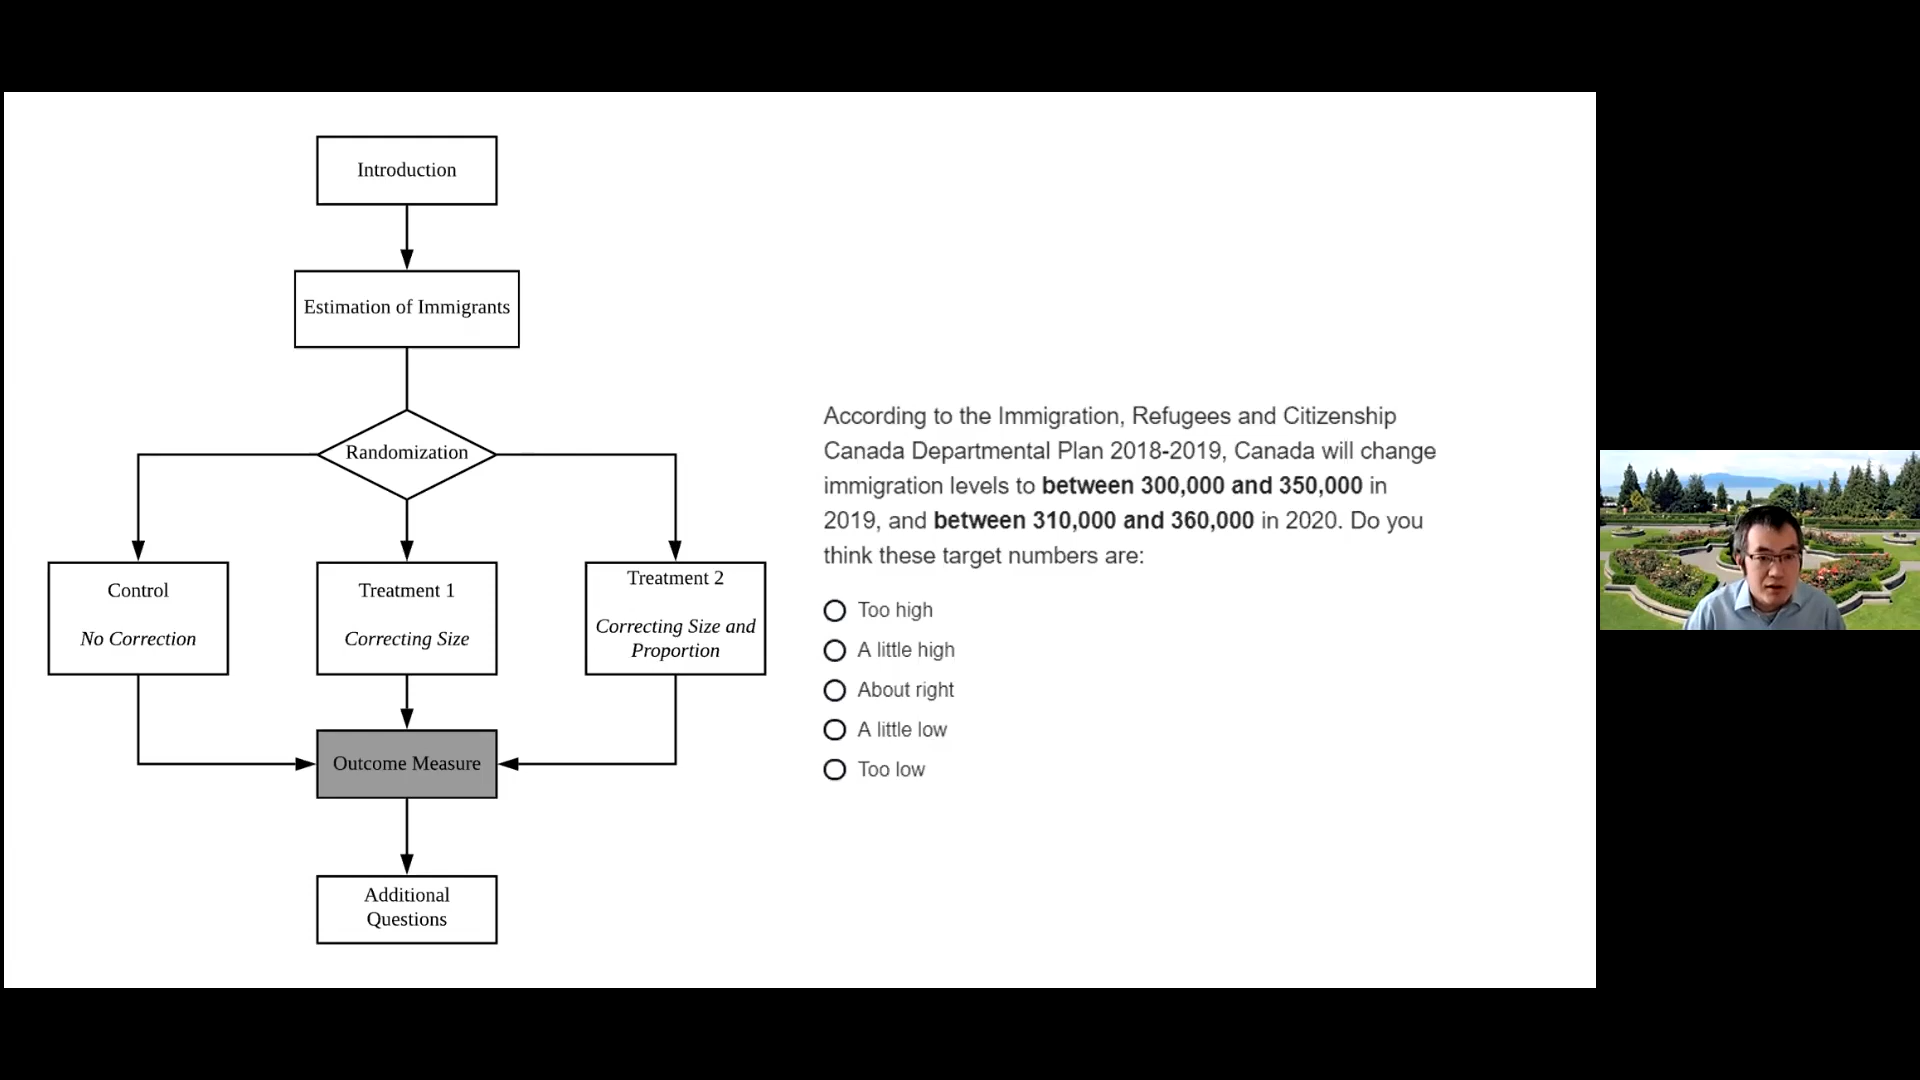 Introduction
Estimation of Immigrants
Randomization
Control
No Correction
Treatment 1
Correcting Size
Treatment 2
Correcting Size and
Proportion
Outcome Measure
Additional
Questions
According to the Immigration, Refugees and Citizenship
Canada Departmental Plan 2018-2019, Canada will change
immigration levels to between 300,000 and 350,000 in
2019, and between 310,000 and 360,000 in 2020. Do you
think these target numbers are:
Too high
A little high
About right
A little low
Too low